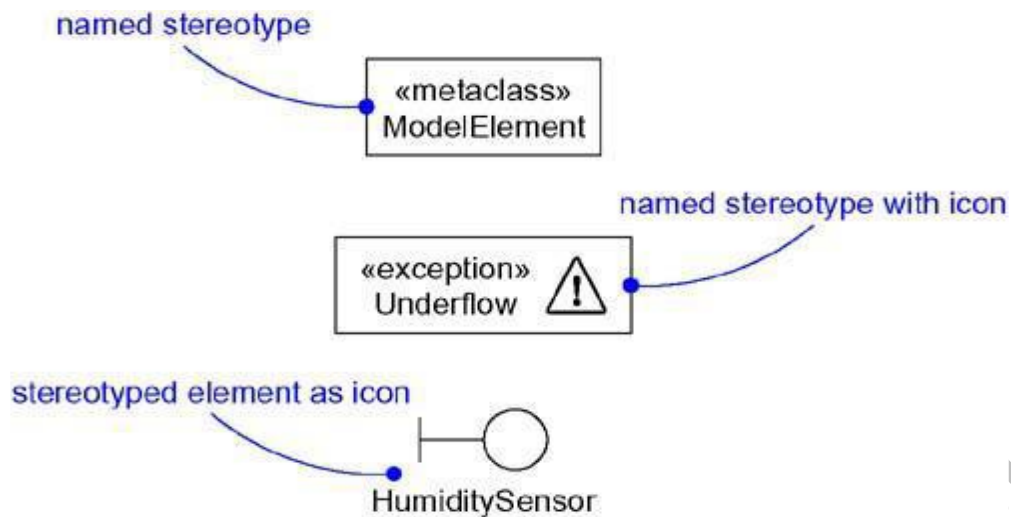 named stereotype
«metaclass»
ModelElement
named stereotype with icon
«exception»
Underflow
!
stereotyped element as icon
HumiditySensor